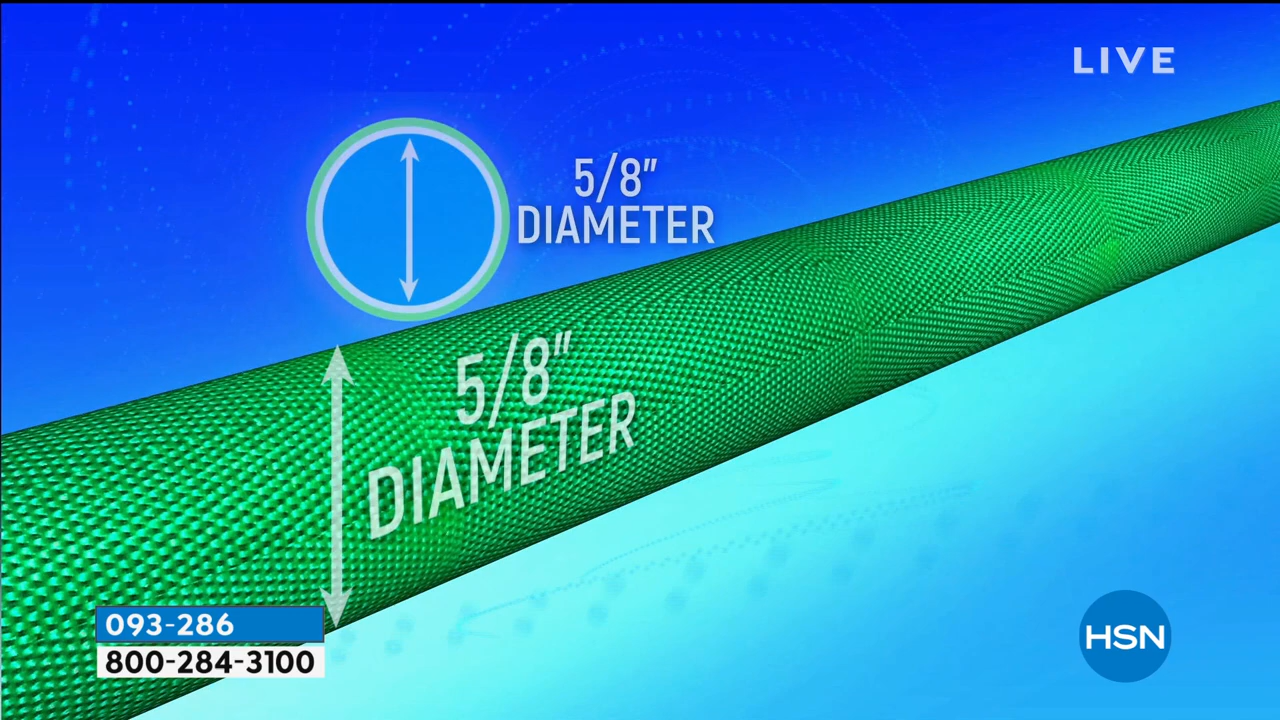 LIVE
5/8"
DIAMETER
5/8"
DIAMETER
093-286
800-284-3100
HSN